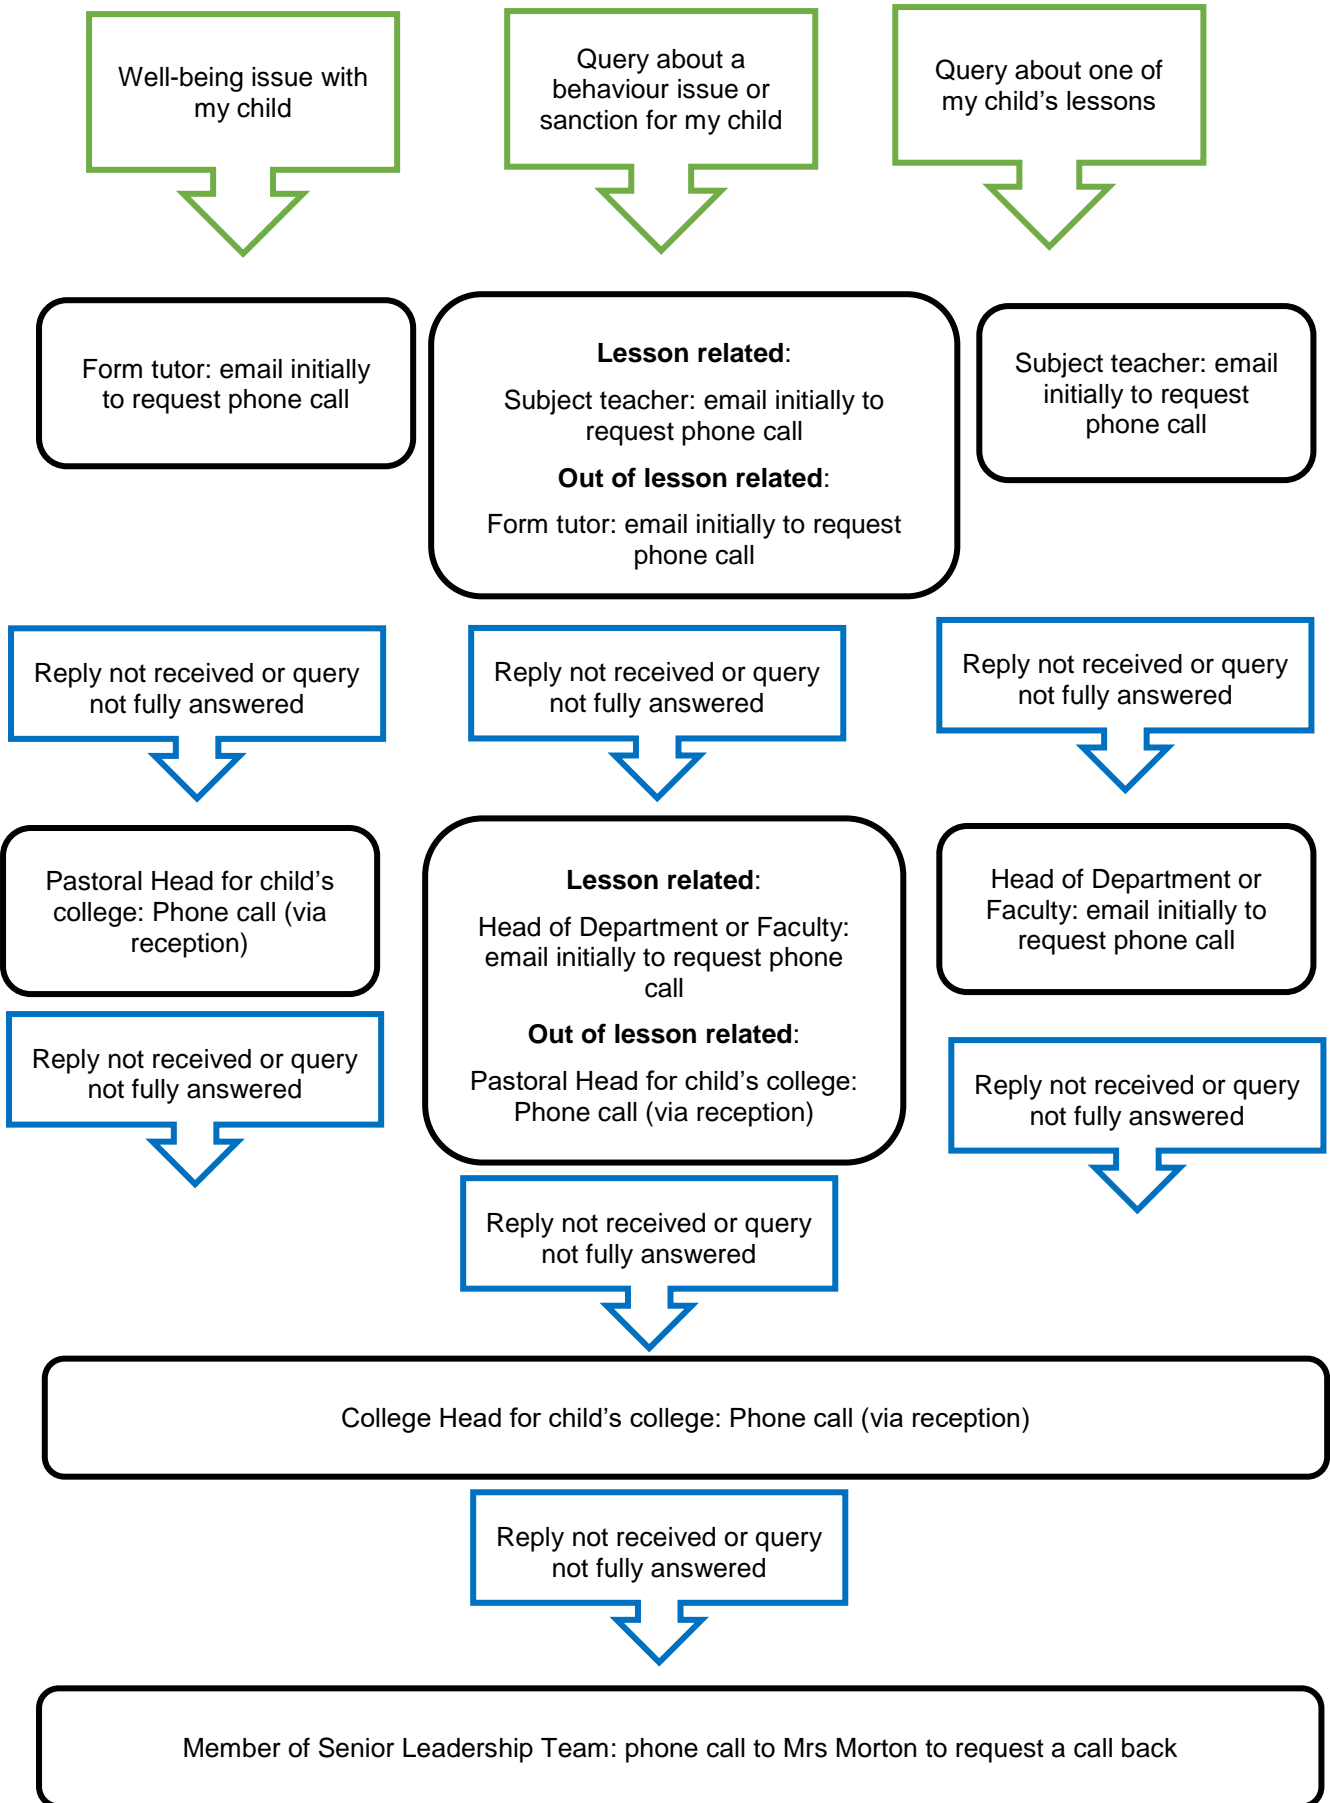 Well-being issue with
my child
Query about a
behaviour issue or
sanction for my child
Query about one of
my child’s lessons
Form tutor: email initially
to request phone call
Lesson related:
Subject teacher: email initially to
request phone call
Out of lesson related:
Form tutor: email initially to request
phone call
Subject teacher: email
initially to request
phone call
Reply not received or query
not fully answered
Reply not received or query
not fully answered
Reply not received or query
not fully answered
Pastoral Head for child’s
college: Phone call (via
reception)
Lesson related:
Head of Department or Faculty:
email initially to request phone
call
Out of lesson related:
Pastoral Head for child’s college:
Phone call (via reception)
Head of Department or
Faculty: email initially to
request phone call
Reply not received or query
not fully answered
Reply not received or query
not fully answered
Reply not received or query
not fully answered
College Head for child’s college: Phone call (via reception)
Reply not received or query
not fully answered
Member of Senior Leadership Team: phone call to Mrs Morton to request a call back